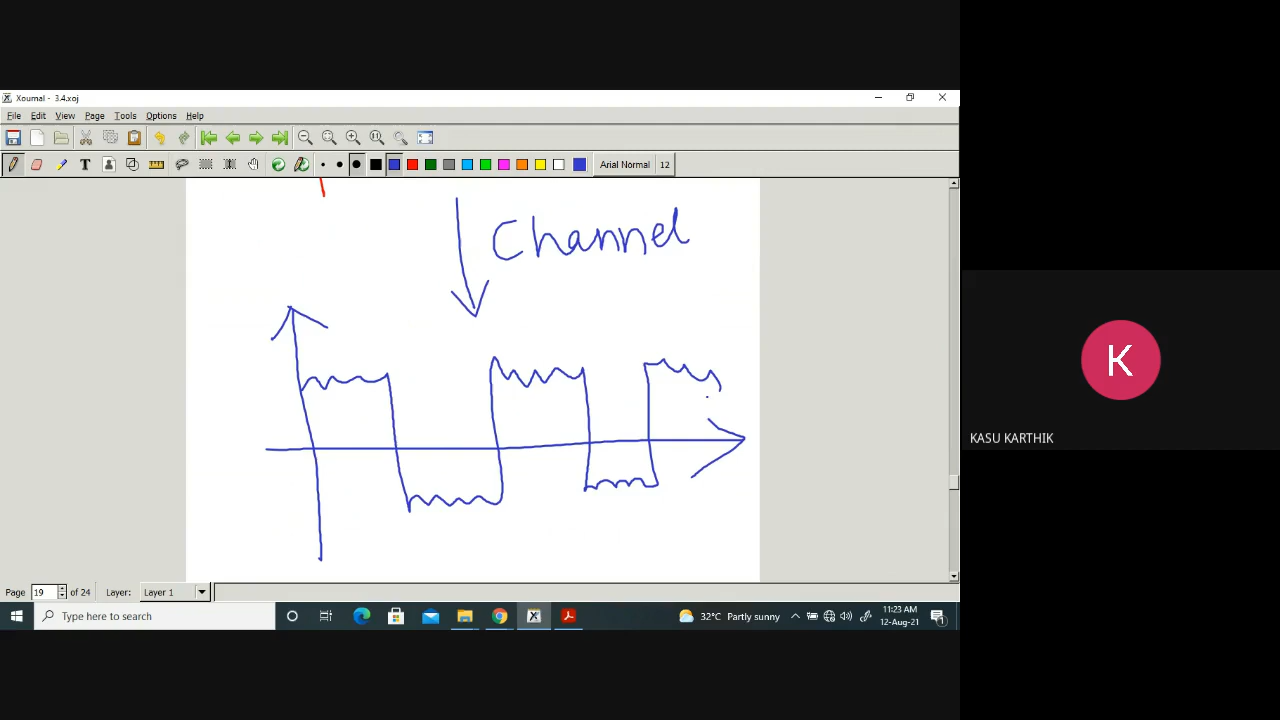 Xournal - 3.4.xoj
File Edit View Page Tools Options Help
Arial Normal 12
Channel
K
KASU KARTHIK
Page 19 of 24 Layer: Layer 1
Type here to search
32°C Partly sunny
11:23 AM
12-Aug-21
1